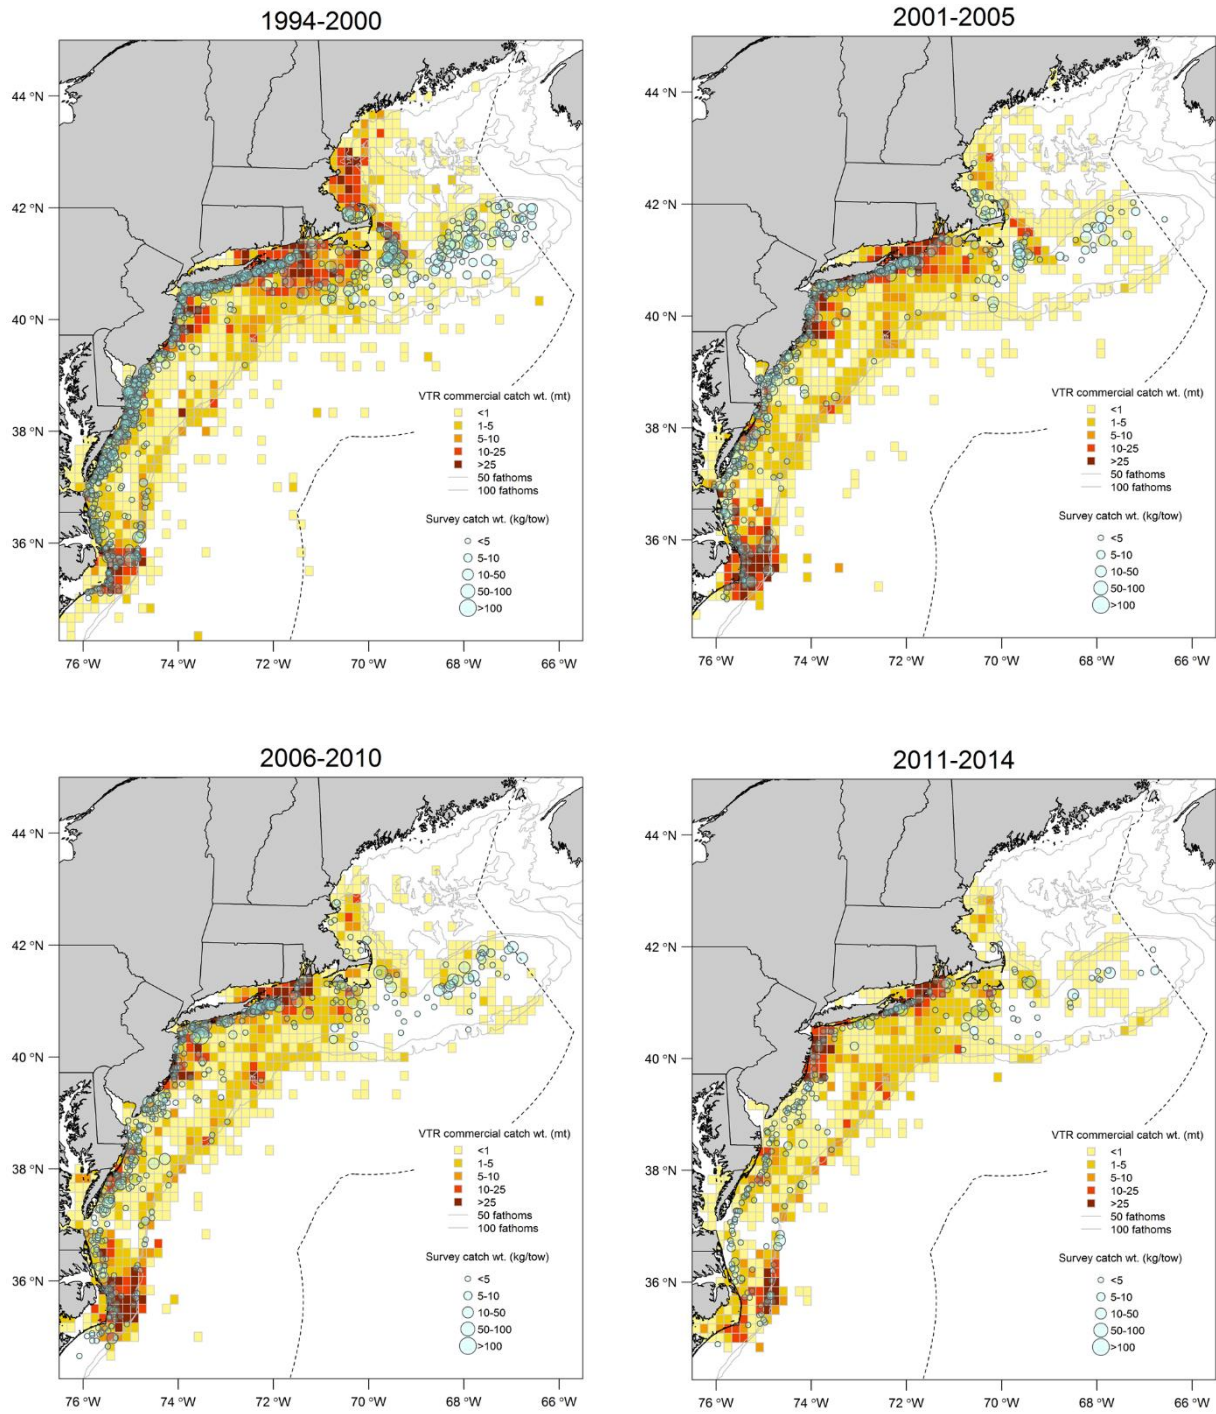 1994-2000
44 °N
42 °N
40 °N
38 °N
36 °N
VTR commercial catch wt. (mt)
<1
1-5
5-10
10-25
>25
50 fathoms
100 fathoms
Survey catch wt. (kg/tow)
<5
5-10
10-50
50-100
>100
76 °W 74 °W 72 °W 70 °W 68 °W 66 °W
2001-2005
44 °N
42 °N
40 °N
38 °N
36 °N
VTR commercial catch wt. (mt)
<1
1-5
5-10
10-25
>25
50 fathoms
100 fathoms
Survey catch wt. (kg/tow)
<5
5-10
10-50
50-100
>100
76 °W 74 °W 72 °W 70 °W 68 °W 66 °W
2006-2010
44 °N
42 °N
40 °N
38 °N
36 °N
VTR commercial catch wt. (mt)
<1
1-5
5-10
10-25
>25
50 fathoms
100 fathoms
Survey catch wt. (kg/tow)
<5
5-10
10-50
50-100
>100
76 °W 74 °W 72 °W 70 °W 68 °W 66 °W
2011-2014
44 °N
42 °N
40 °N
38 °N
36 °N
VTR commercial catch wt. (mt)
<1
1-5
5-10
10-25
>25
50 fathoms
100 fathoms
Survey catch wt. (kg/tow)
<5
5-10
10-50
50-100
>100
76 °W 74 °W 72 °W 70 °W 68 °W 66 °W